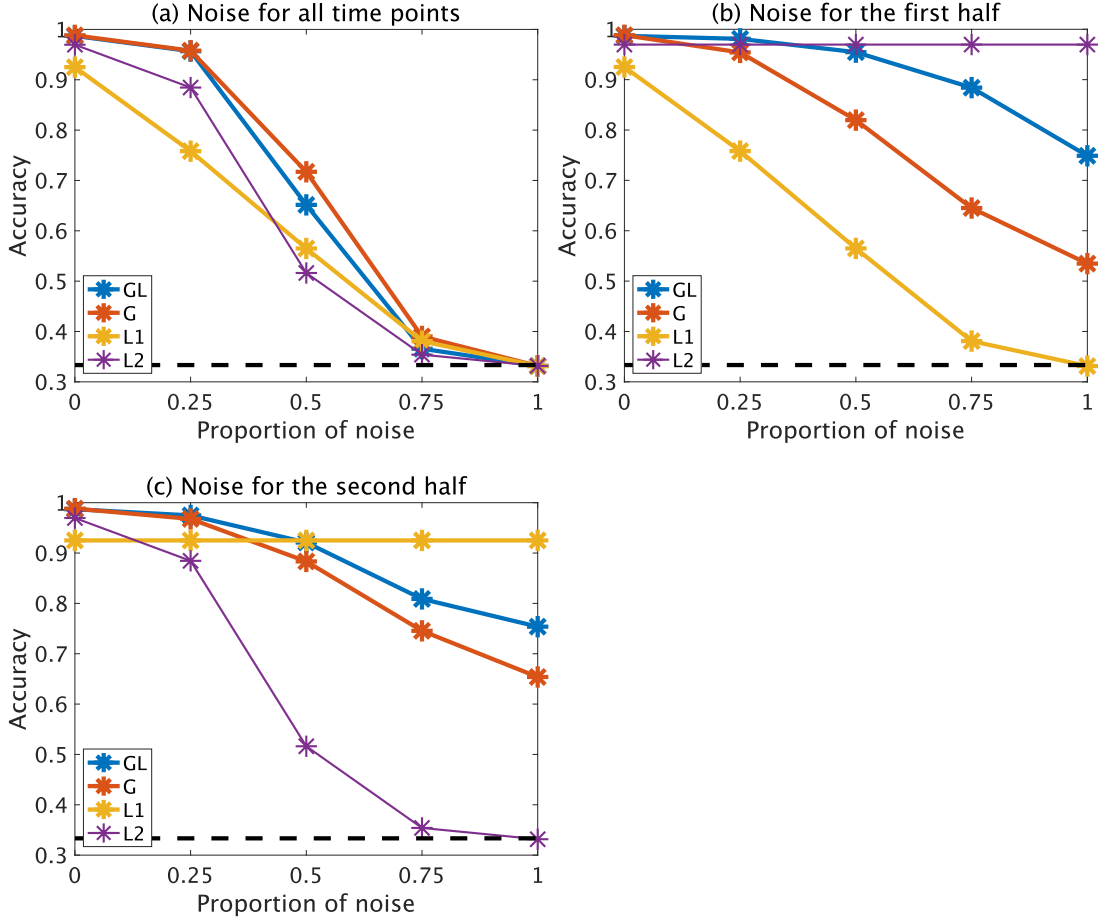 (a) Noise for all time points
1
0.9
0.8
0.7
0.6
0.5
0.4
0.3
Accuracy
GL
G
L1
L2
0 0.25 0.5 0.75 1
Proportion of noise
(b) Noise for the first half
1
0.9
0.8
0.7
0.6
0.5
0.4
0.3
Accuracy
GL
G
L1
L2
0 0.25 0.5 0.75 1
Proportion of noise
(c) Noise for the second half
1
0.9
0.8
0.7
0.6
0.5
0.4
0.3
Accuracy
GL
G
L1
L2
0 0.25 0.5 0.75 1
Proportion of noise